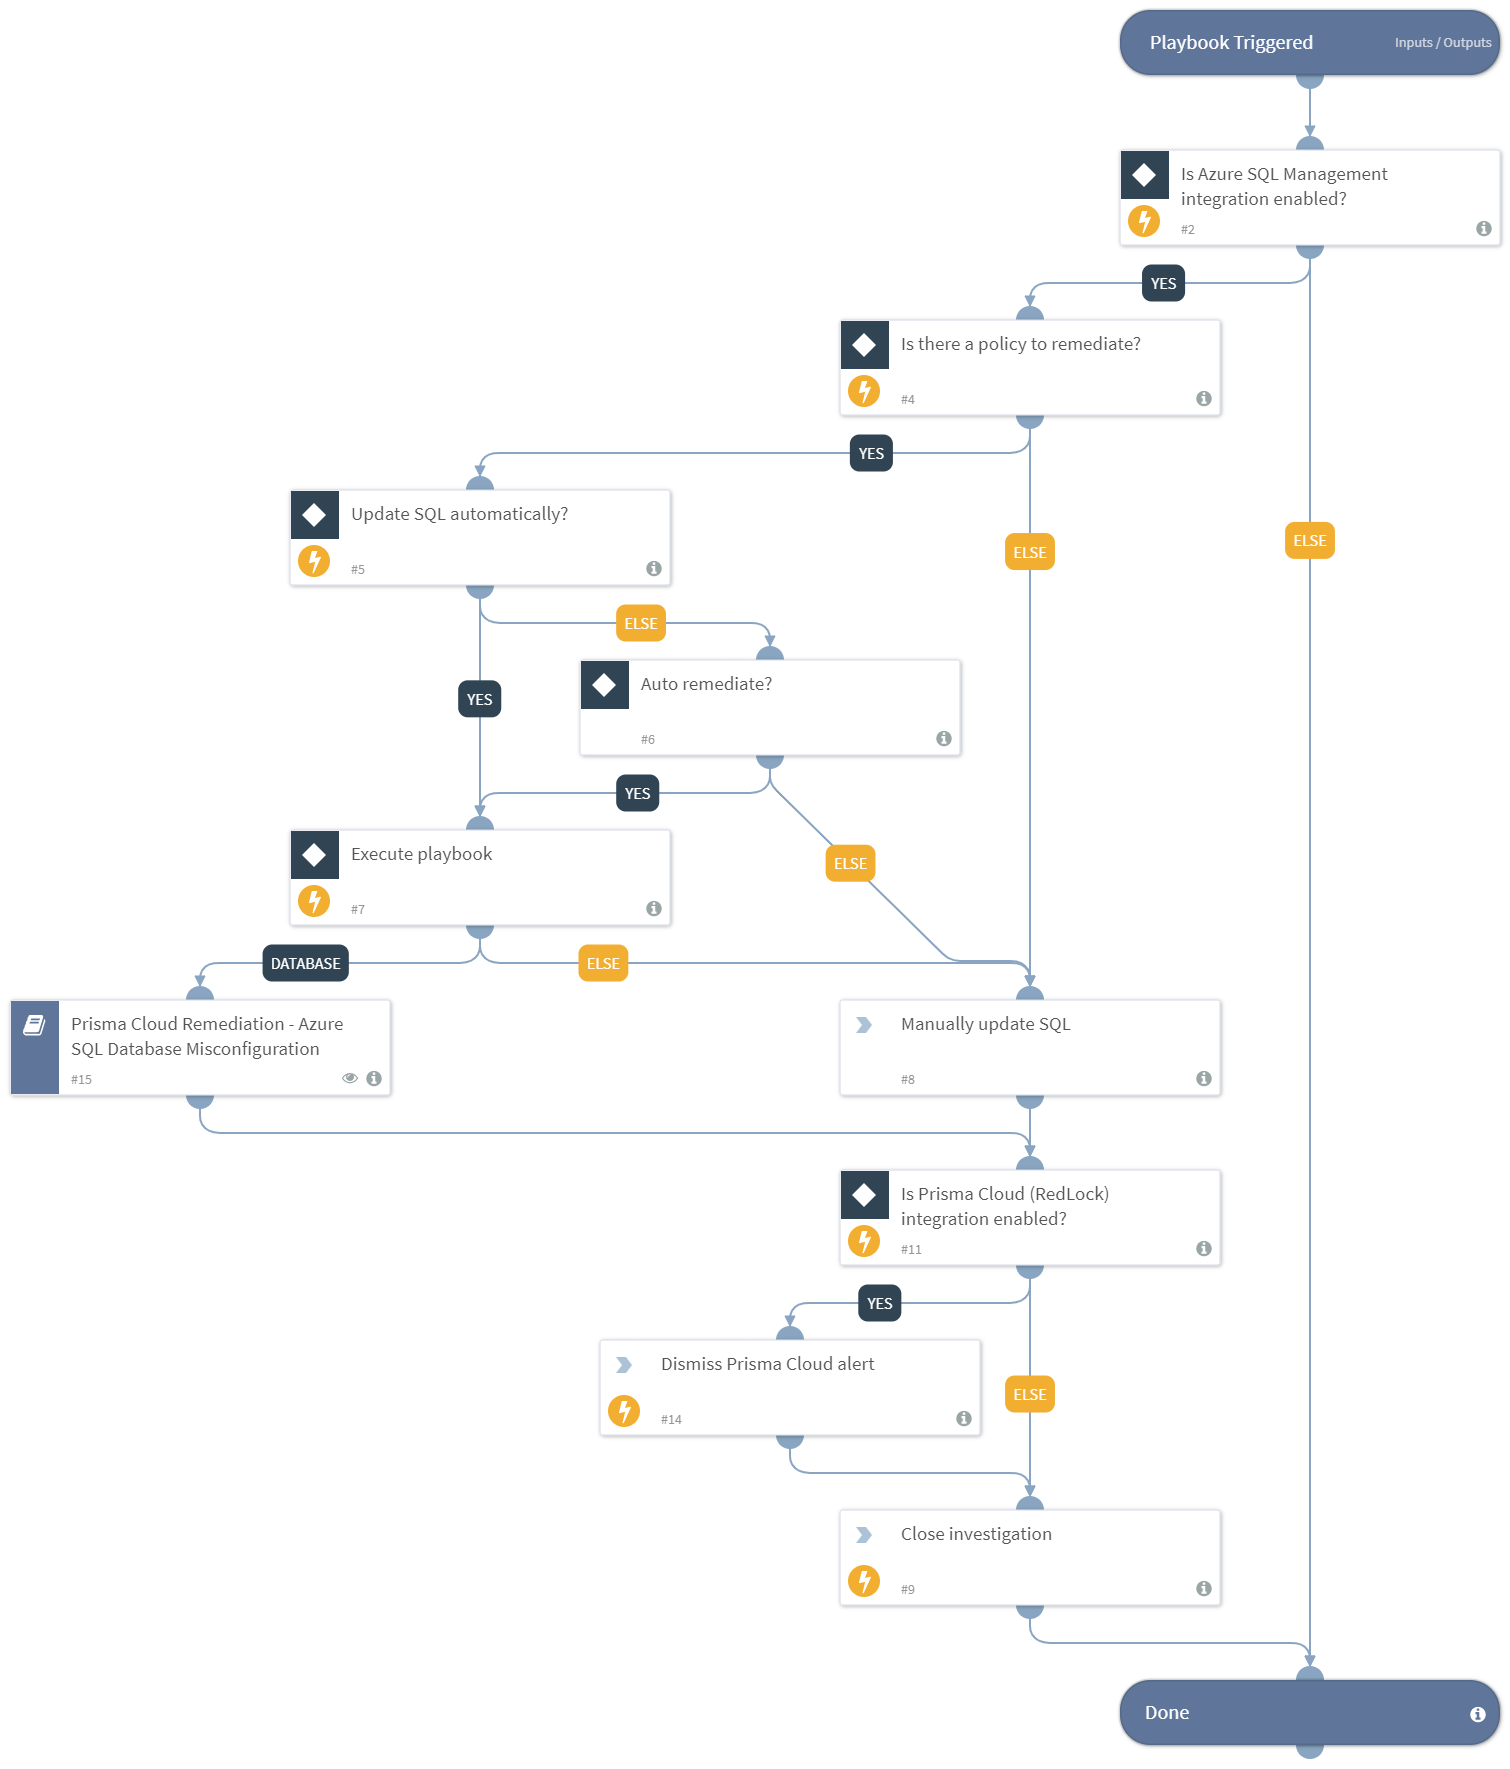 Playbook Triggered
Inputs / Outputs
Is Azure SQL Management
integration enabled?
#2
YES
Is there a policy to remediate?
#4
YES
Update SQL automatically?
#5
ELSE
ELSE
ELSE
YES
Auto remediate?
#6
YES
Execute playbook
#7
ELSE
DATABASE
ELSE
Prisma Cloud Remediation - Azure
SQL Database Misconfiguration
#15
Manually update SQL
#8
Is Prisma Cloud (RedLock)
integration enabled?
#11
YES
Dismiss Prisma Cloud alert
#14
ELSE
Close investigation
#9
Done